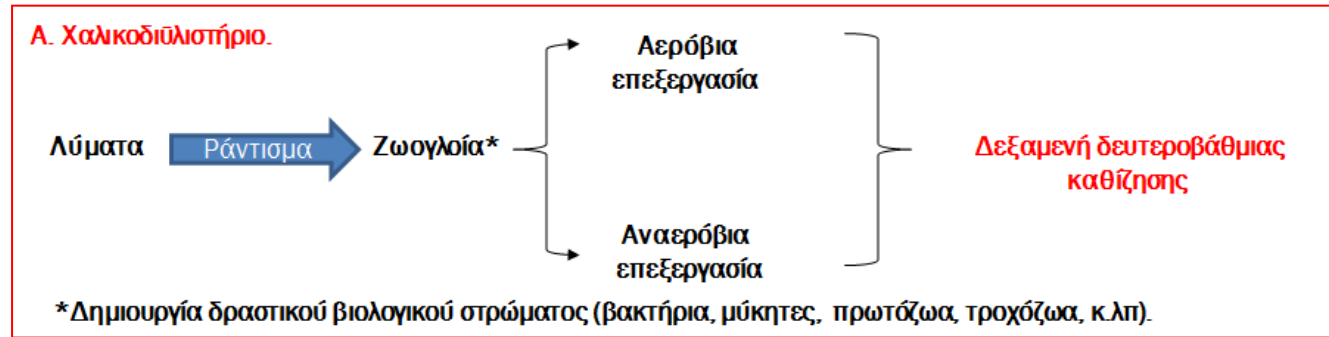 Α. Χαλικοδιϋλιστήριο.
Αερόβια
επεξεργασία
Λύματα
Ράντισμα
Ζωογλοία*
Δεξαμενή δευτεροβάθμιας
καθίζησης
Αναερόβια
επεξεργασία
*Δημιουργία δραστικού βιολογικού στρώματος (βακτήρια, μύκητες, πρωτόζωα, τροχόζωα, κ.λπ).